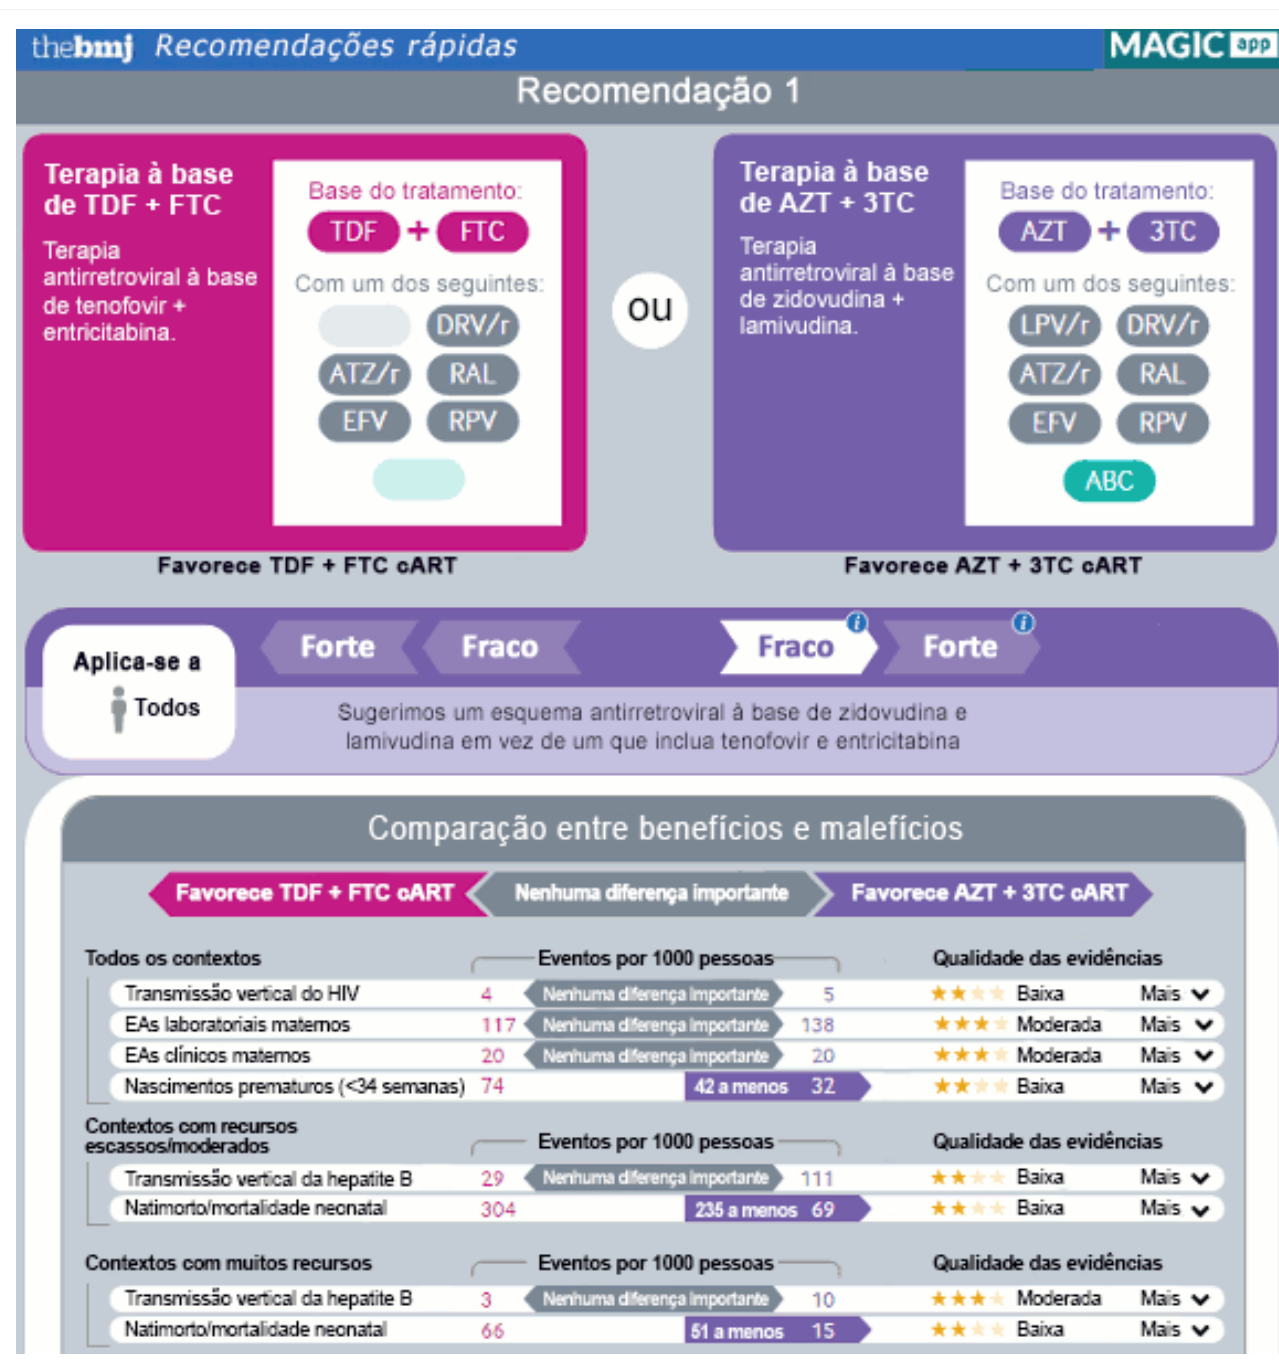 thebmj Recomendações rápidas
MAGIC app
Recomendação 1
Terapia à base
de TDF + FTC
Terapia
antirretroviral à base
de tenofovir +
entricitabina.
Base do tratamento:
TDF + FTC
Com um dos seguintes:
DRV/r
ATZ/r RAL
EFV RPV
ou
Terapia à base
de AZT + 3TC
Terapia
antirretroviral à base
de zidovudina +
lamivudina.
Base do tratamento:
AZT + 3TC
Com um dos seguintes:
LPV/r DRV/r
ATZ/r RAL
EFV RPV
ABC
Favorece TDF + FTC cART
Favorece AZT + 3TC cART
Aplica-se a
Todos
Forte Fraco Fraco i Forte i
Sugerimos um esquema antirretroviral à base de zidovudina e
lamivudina em vez de um que inclua tenofovir e entricitabina
Comparação entre benefícios e malefícios
Favorece TDF + FTC cART Nenhuma diferença importante Favorece AZT + 3TC cART
Todos os contextos Eventos por 1000 pessoas Qualidade das evidências
Transmissão vertical do HIV 4 Nenhuma diferença importante 5 Baixa Mais
EAs laboratoriais maternos 117 Nenhuma diferença importante 138 Moderada Mais
EAs clínicos maternos 20 Nenhuma diferença importante 20 Moderada Mais
Nascimentos prematuros (<34 semanas) 74 42 a menos 32 Baixa Mais
Contextos com recursos
escassos/moderados Eventos por 1000 pessoas Qualidade das evidências
Transmissão vertical da hepatite B 29 Nenhuma diferença importante 111 Baixa Mais
Natimorto/mortalidade neonatal 304 235 a menos 69 Baixa Mais
Contextos com muitos recursos Eventos por 1000 pessoas Qualidade das evidências
Transmissão vertical da hepatite B 3 Nenhuma diferença importante 10 Moderada Mais
Natimorto/mortalidade neonatal 66 51 a menos 15 Baixa Mais